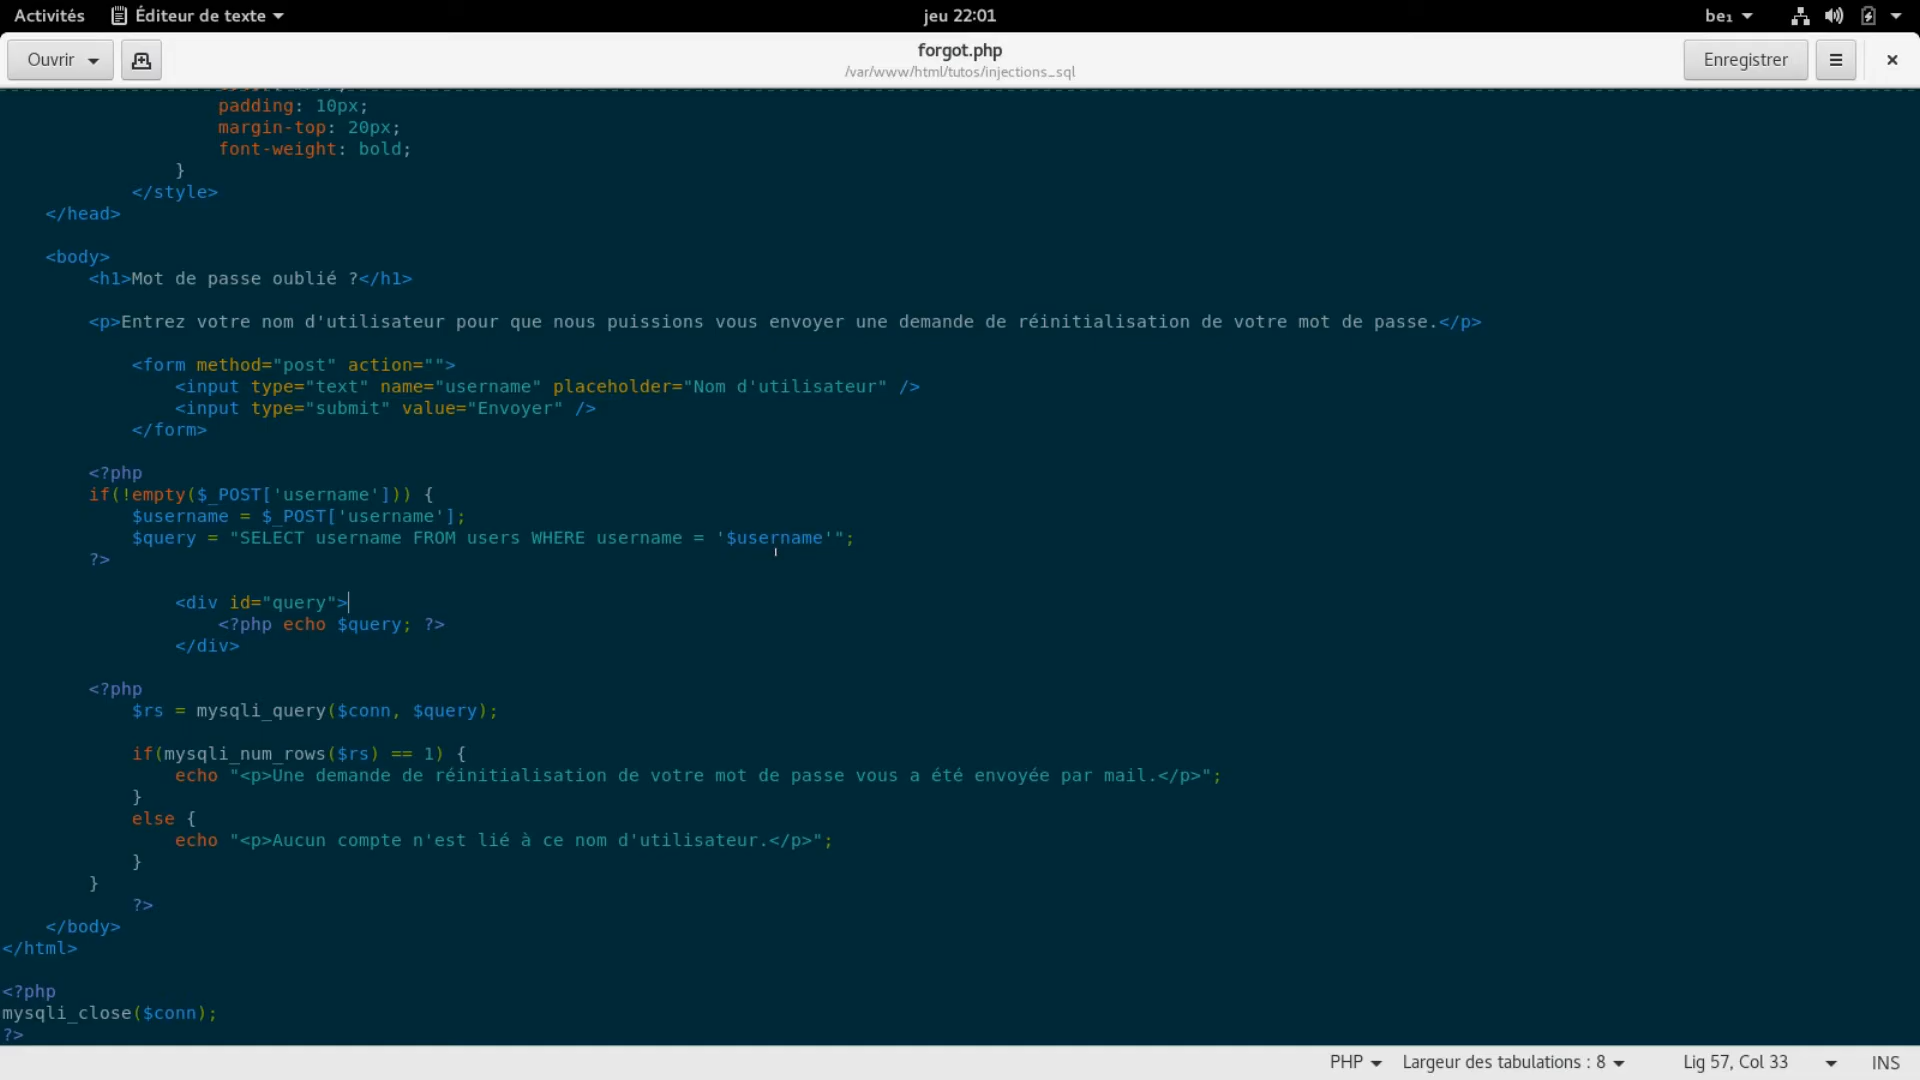 Activités Éditeur de texte jeu 22:01 be1
Ouvrir forgot.php Enregistrer
/var/www/html/tutos/injections_sql
padding: 10px;
margin-top: 20px;
font-weight: bold;
}
</style>
</head>
<body>
<h1>Mot de passe oublié ?</h1>
<p>Entrez votre nom d'utilisateur pour que nous puissions vous envoyer une demande de réinitialisation de votre mot de passe.</p>
<form method="post" action="">
<input type="text" name="username" placeholder="Nom d'utilisateur" />
<input type="submit" value="Envoyer" />
</form>
<?php
if(!empty($_POST['username'])) {
$username = $_POST['username'];
$query = "SELECT username FROM users WHERE username = '$username'";
?>
<div id="query">
<?php echo $query; ?>
</div>
<?php
$rs = mysqli_query($conn, $query);
if(mysqli_num_rows($rs) == 1) {
echo "<p>Une demande de réinitialisation de votre mot de passe vous a été envoyée par mail.</p>";
}
else {
echo "<p>Aucun compte n'est lié à ce nom d'utilisateur.</p>";
}
}
?>
</body>
</html>
<?php
mysqli_close($conn);
?>
PHP Largeur des tabulations : 8 Lig 57, Col 33 INS